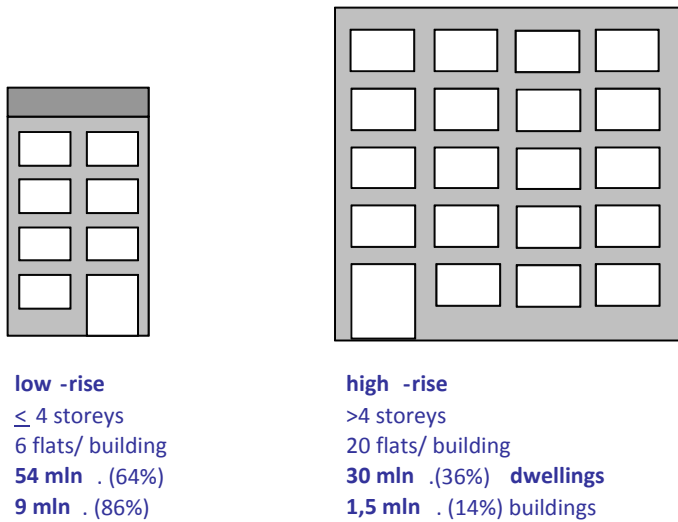 low -rise
≤ 4 storeys
6 flats/ building
54 mln . (64%)
9 mln . (86%)
high -rise
>4 storeys
20 flats/ building
30 mln .(36%) dwellings
1,5 mln . (14%) buildings